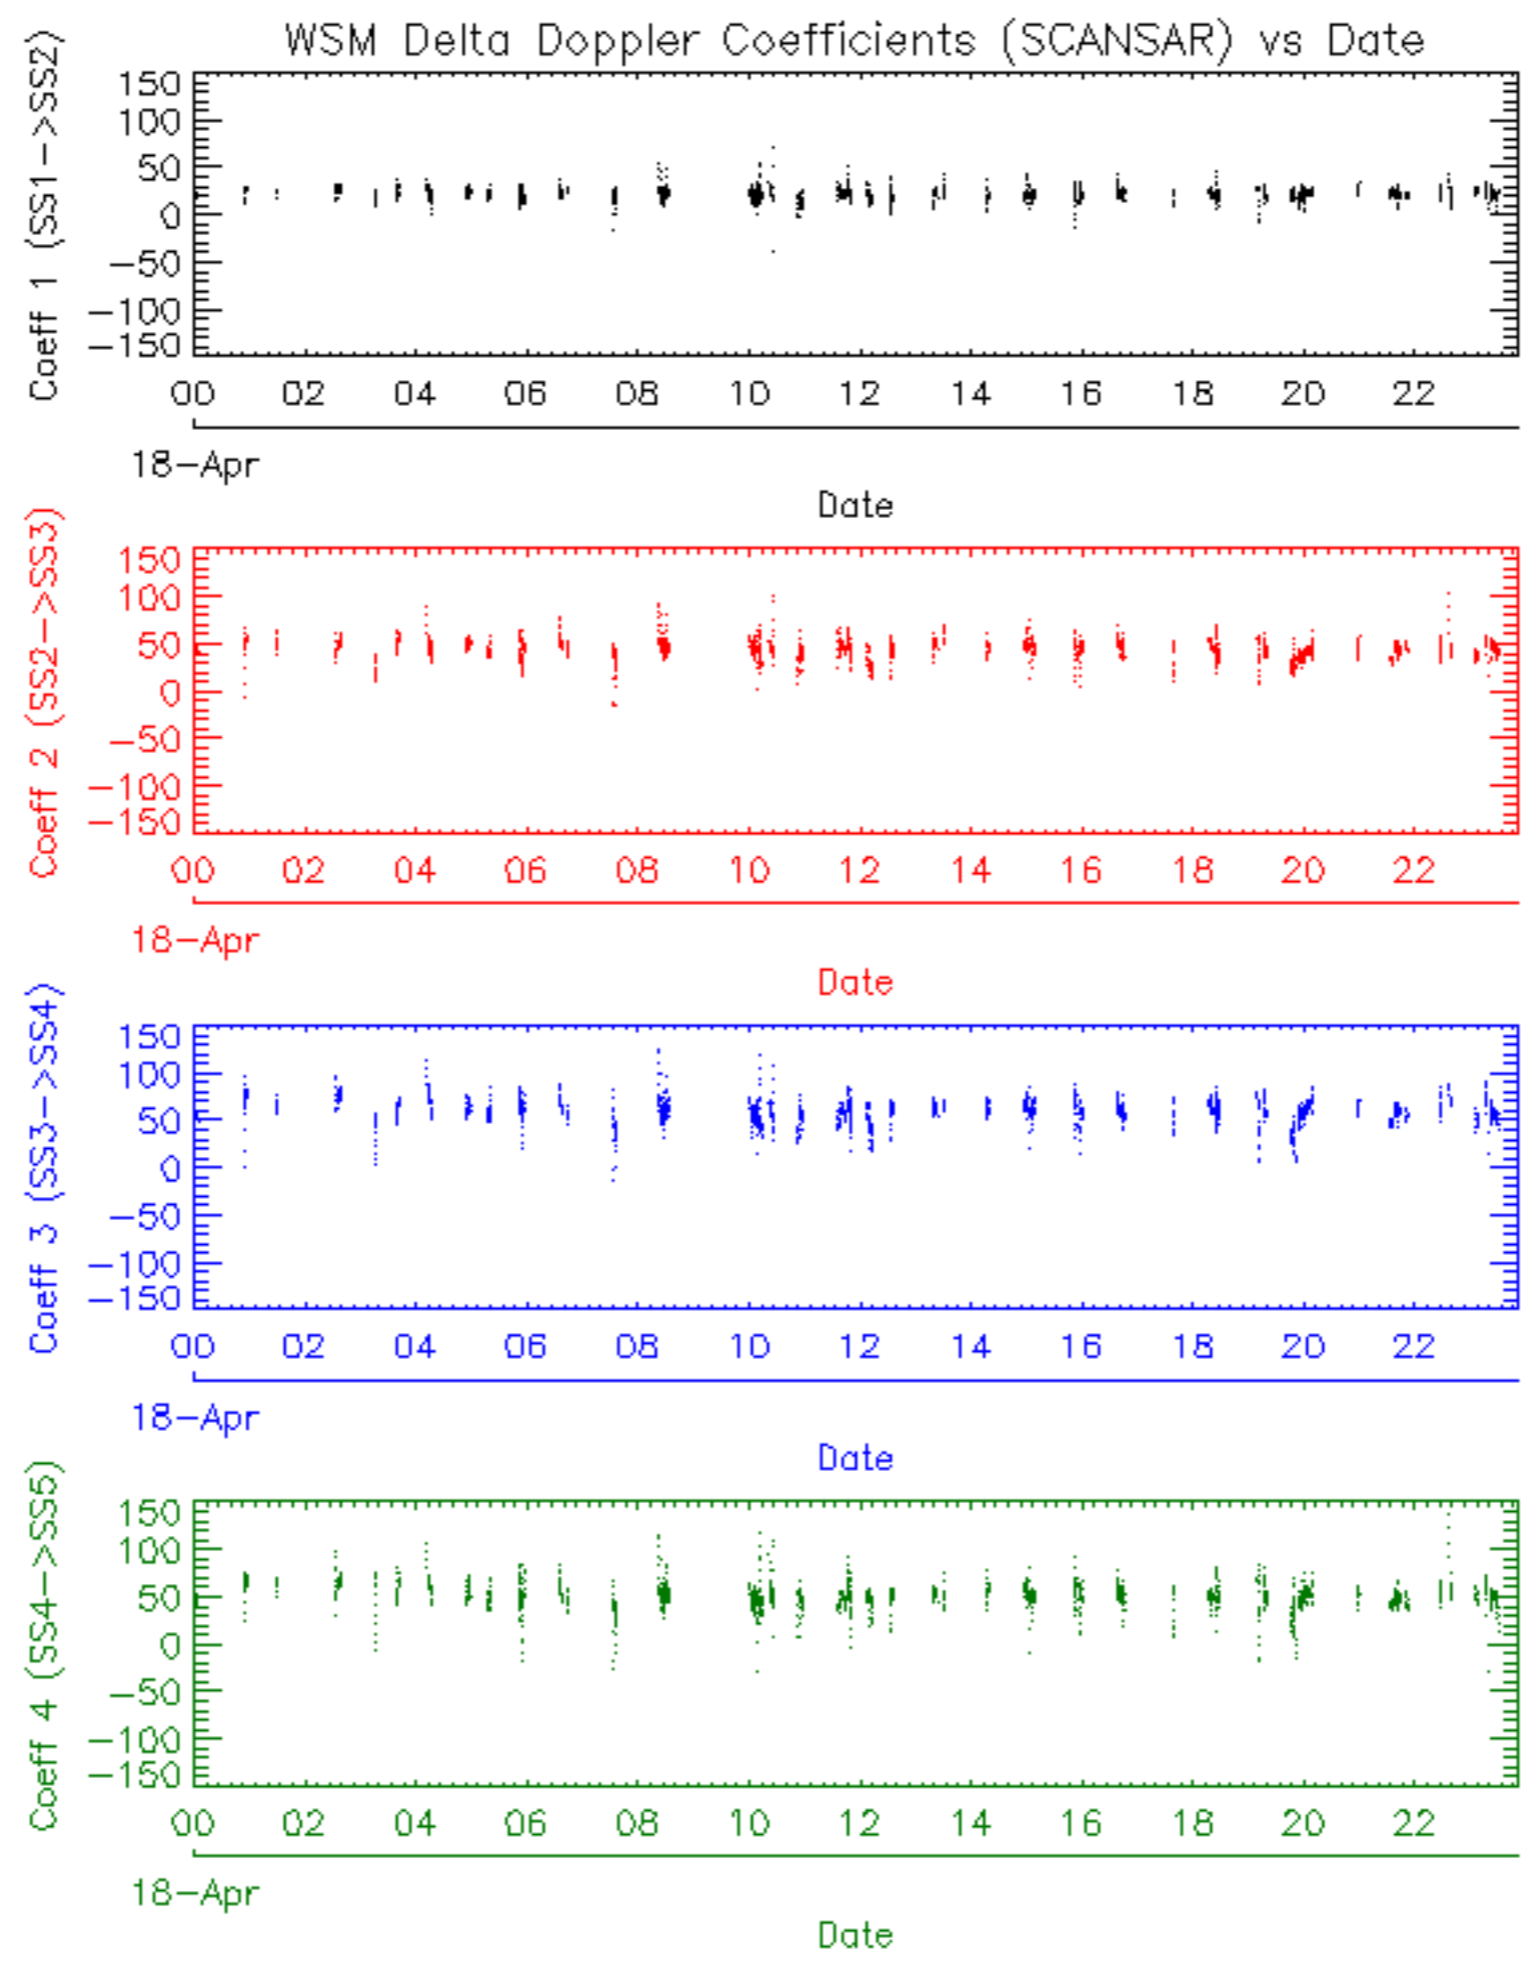 WSM Delta Doppler Coefficients (SCANSAR) vs Date
Coeff 1 (SS1->SS2)
150
100
50
0
-50
-100
-150
00 02 04 06 08 10 12 14 16 18 20 22
18-Apr
Date
Coeff 2 (SS2->SS3)
150
100
50
0
-50
-100
-150
00 02 04 06 08 10 12 14 16 18 20 22
18-Apr
Date
Coeff 3 (SS3->SS4)
150
100
50
0
-50
-100
-150
00 02 04 06 08 10 12 14 16 18 20 22
18-Apr
Date
Coeff 4 (SS4->SS5)
150
100
50
0
-50
-100
-150
00 02 04 06 08 10 12 14 16 18 20 22
18-Apr
Date